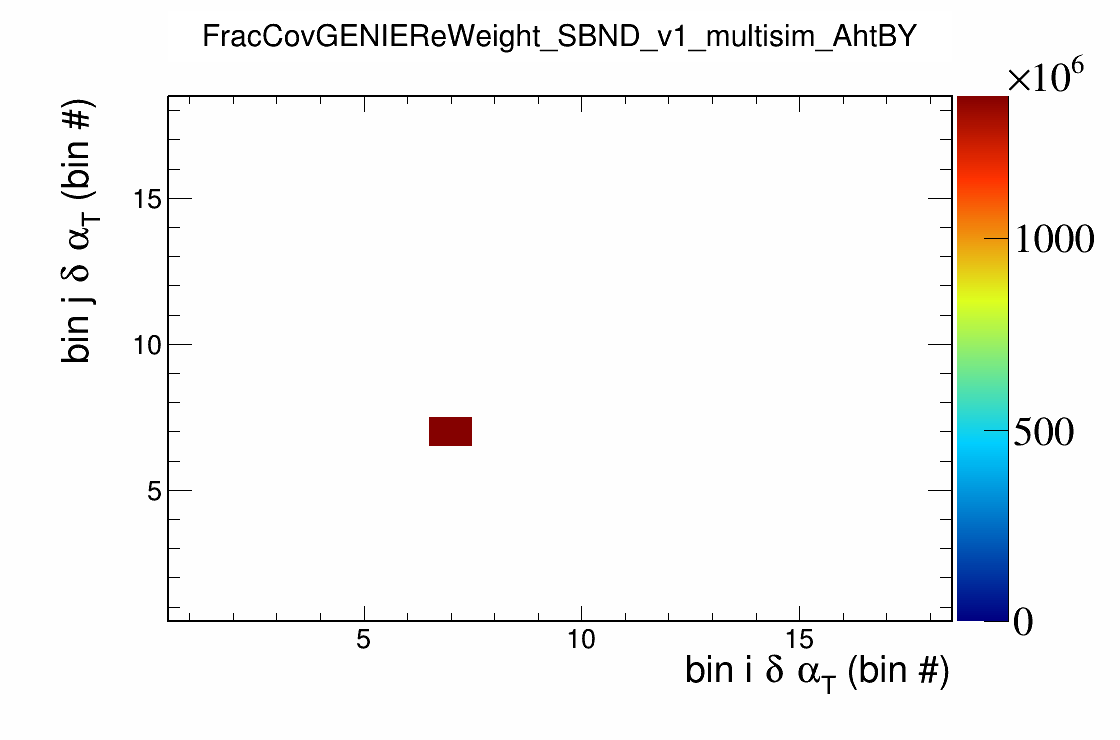 FracCovGENIEReWeight_SBND_v1_multisim_AhtBY
×10⁶
bin j δ α_T (bin #)
15
10
5
1000
500
0
5 10 15
bin i δ α_T (bin #)